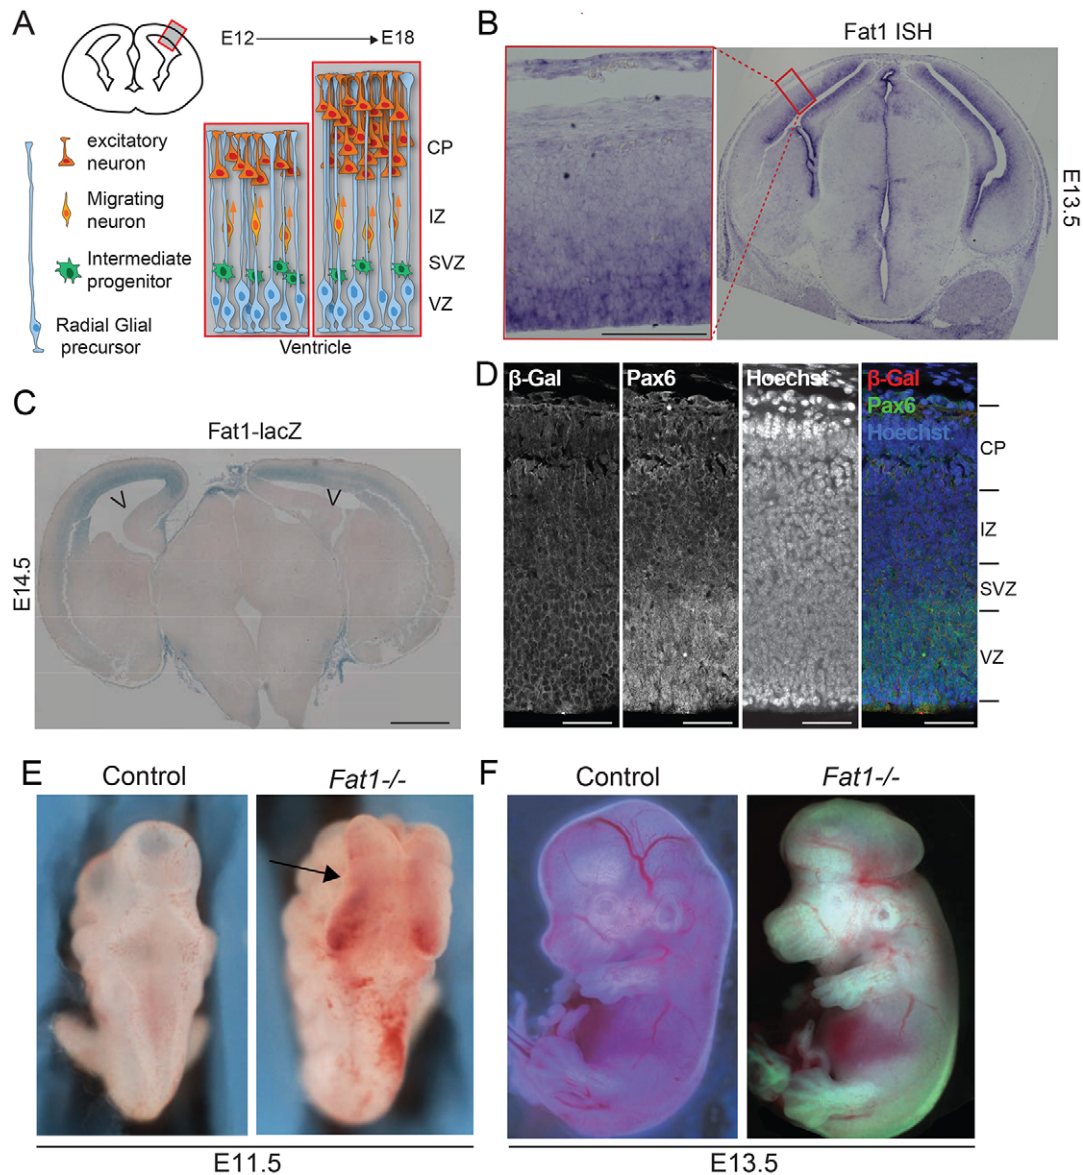 A
E12
E18
excitatory
neuron
Migrating
neuron
Intermediate
progenitor
Radial Glial
precursor
CP
IZ
SVZ
VZ
Ventricle
B
Fat1 ISH
E13.5
C
Fat1-lacZ
E14.5
V
V
D
β-Gal
Pax6
Hoechst
β-Gal
Pax6
Hoechst
CP
IZ
SVZ
VZ
E
Control
Fat1-/-
E11.5
F
Control
Fat1-/-
E13.5